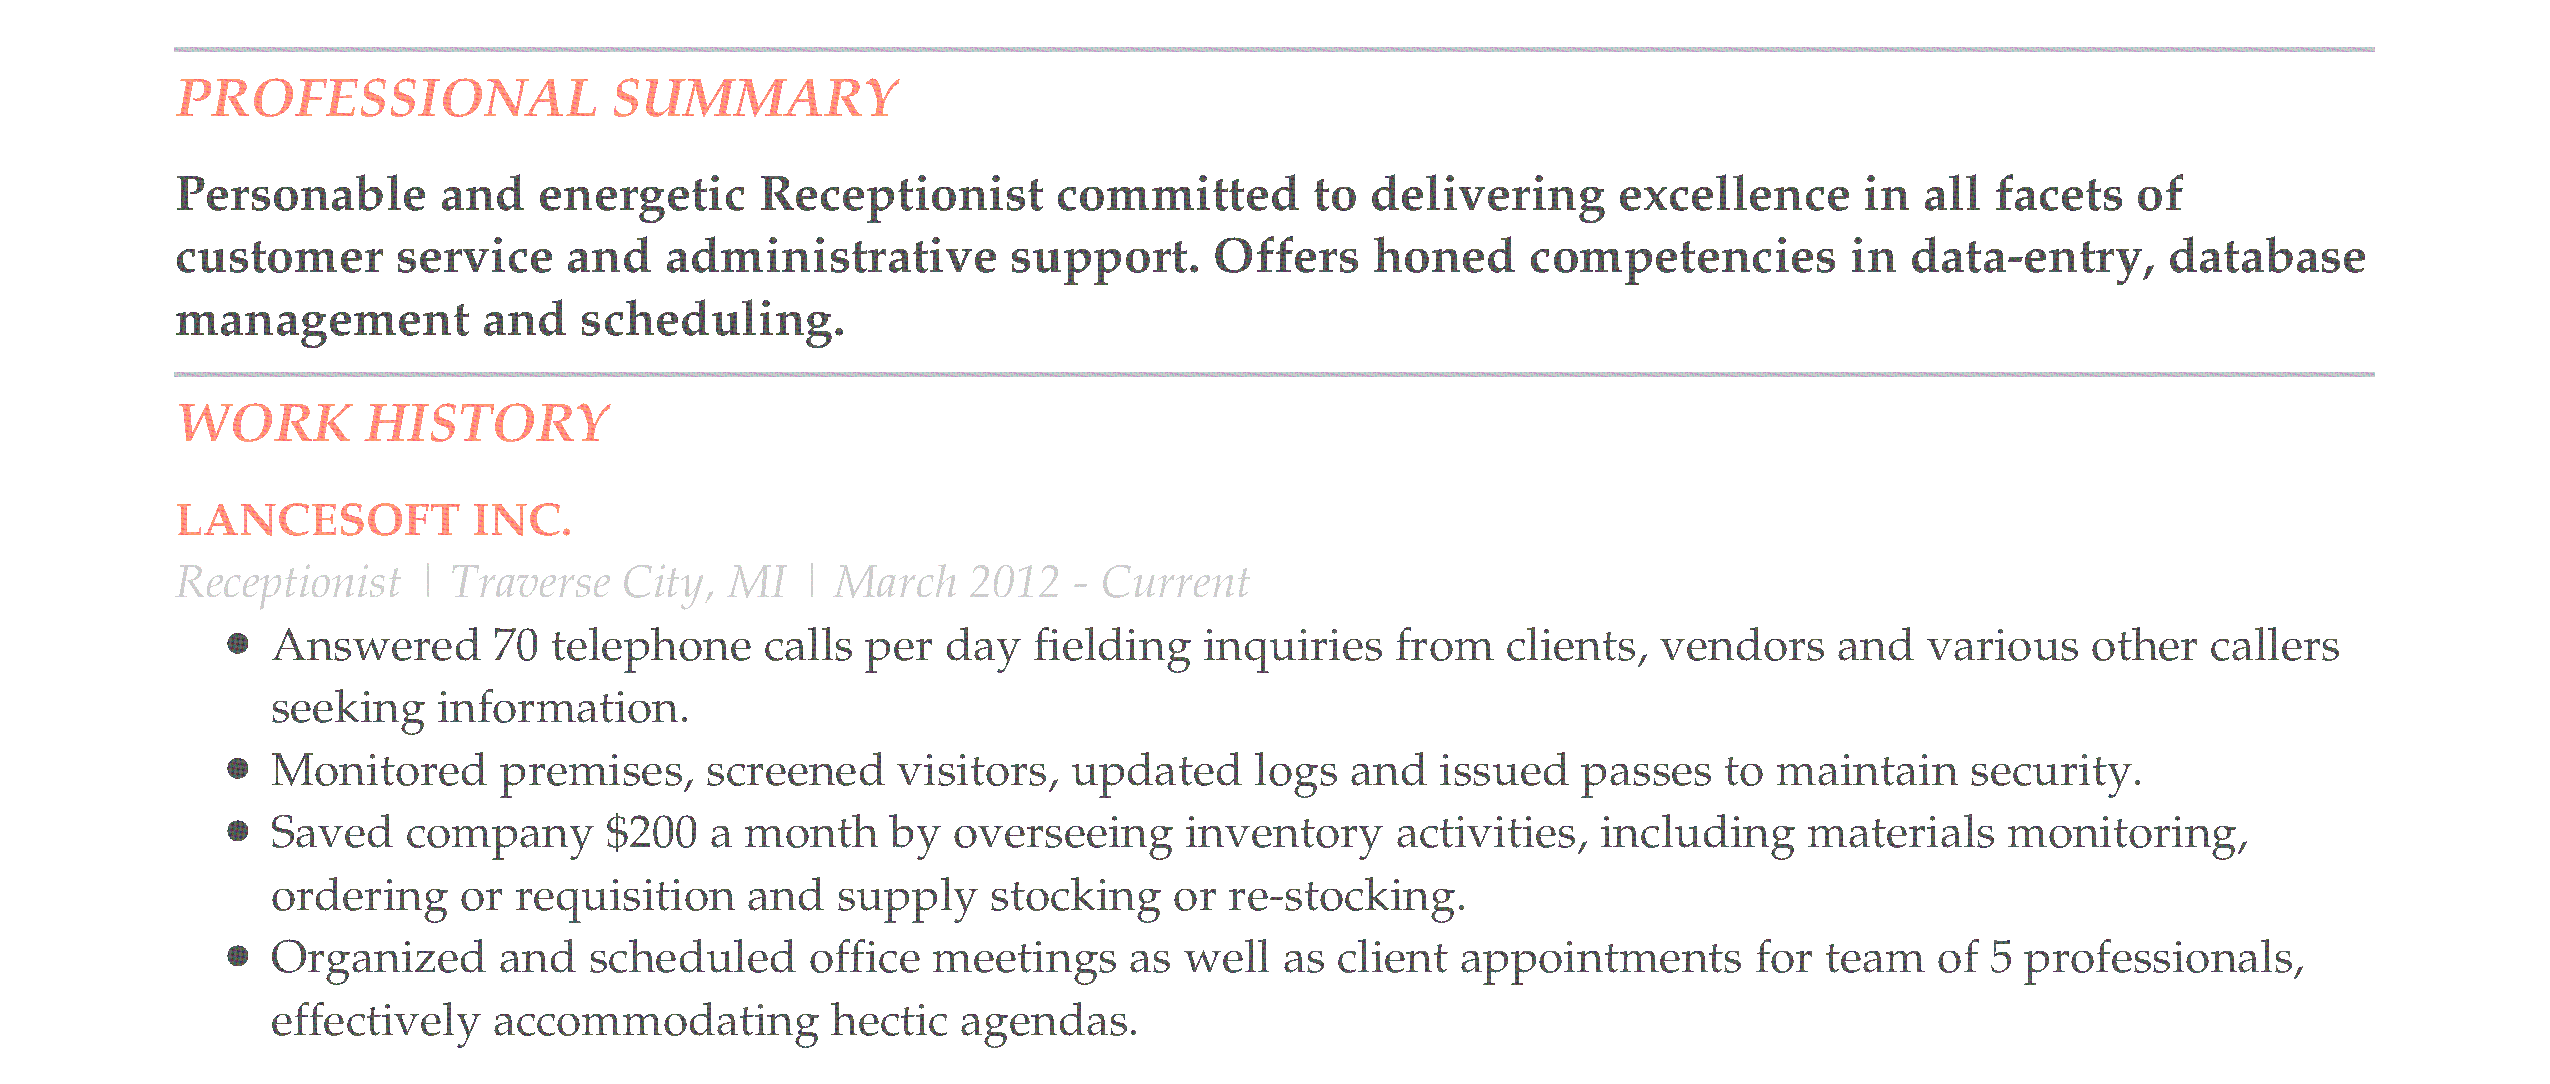 PROFESSIONAL SUMMARY
Personable and energetic Receptionist committed to delivering excellence in all facets of
customer service and administrative support. Offers honed competencies in data-entry, database
management and scheduling.
WORK HISTORY
LANCESOFT INC.
Receptionist | Traverse City, MI | March 2012 - Current
• Answered 70 telephone calls per day fielding inquiries from clients, vendors and various other callers
seeking information.
• Monitored premises, screened visitors, updated logs and issued passes to maintain security.
• Saved company $200 a month by overseeing inventory activities, including materials monitoring,
ordering or requisition and supply stocking or re-stocking.
• Organized and scheduled office meetings as well as client appointments for team of 5 professionals,
effectively accommodating hectic agendas.